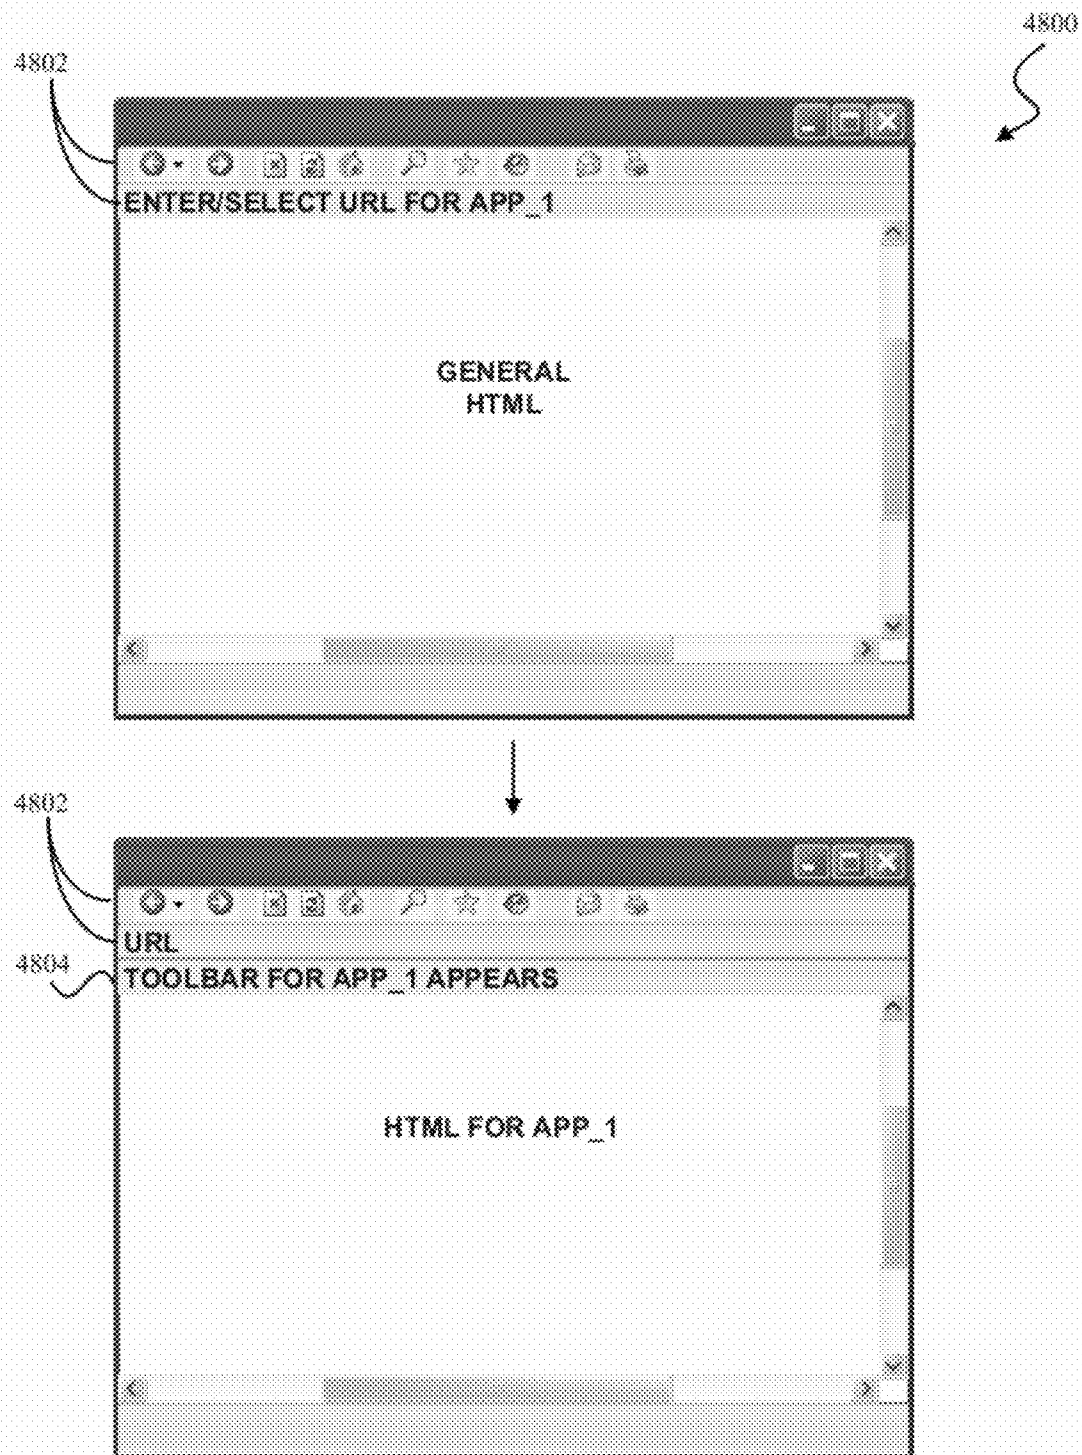 4800
4802
ENTER/SELECT URL FOR APP_1
GENERAL
HTML
4802
URL
4804
TOOLBAR FOR APP_1 APPEARS
HTML FOR APP_1